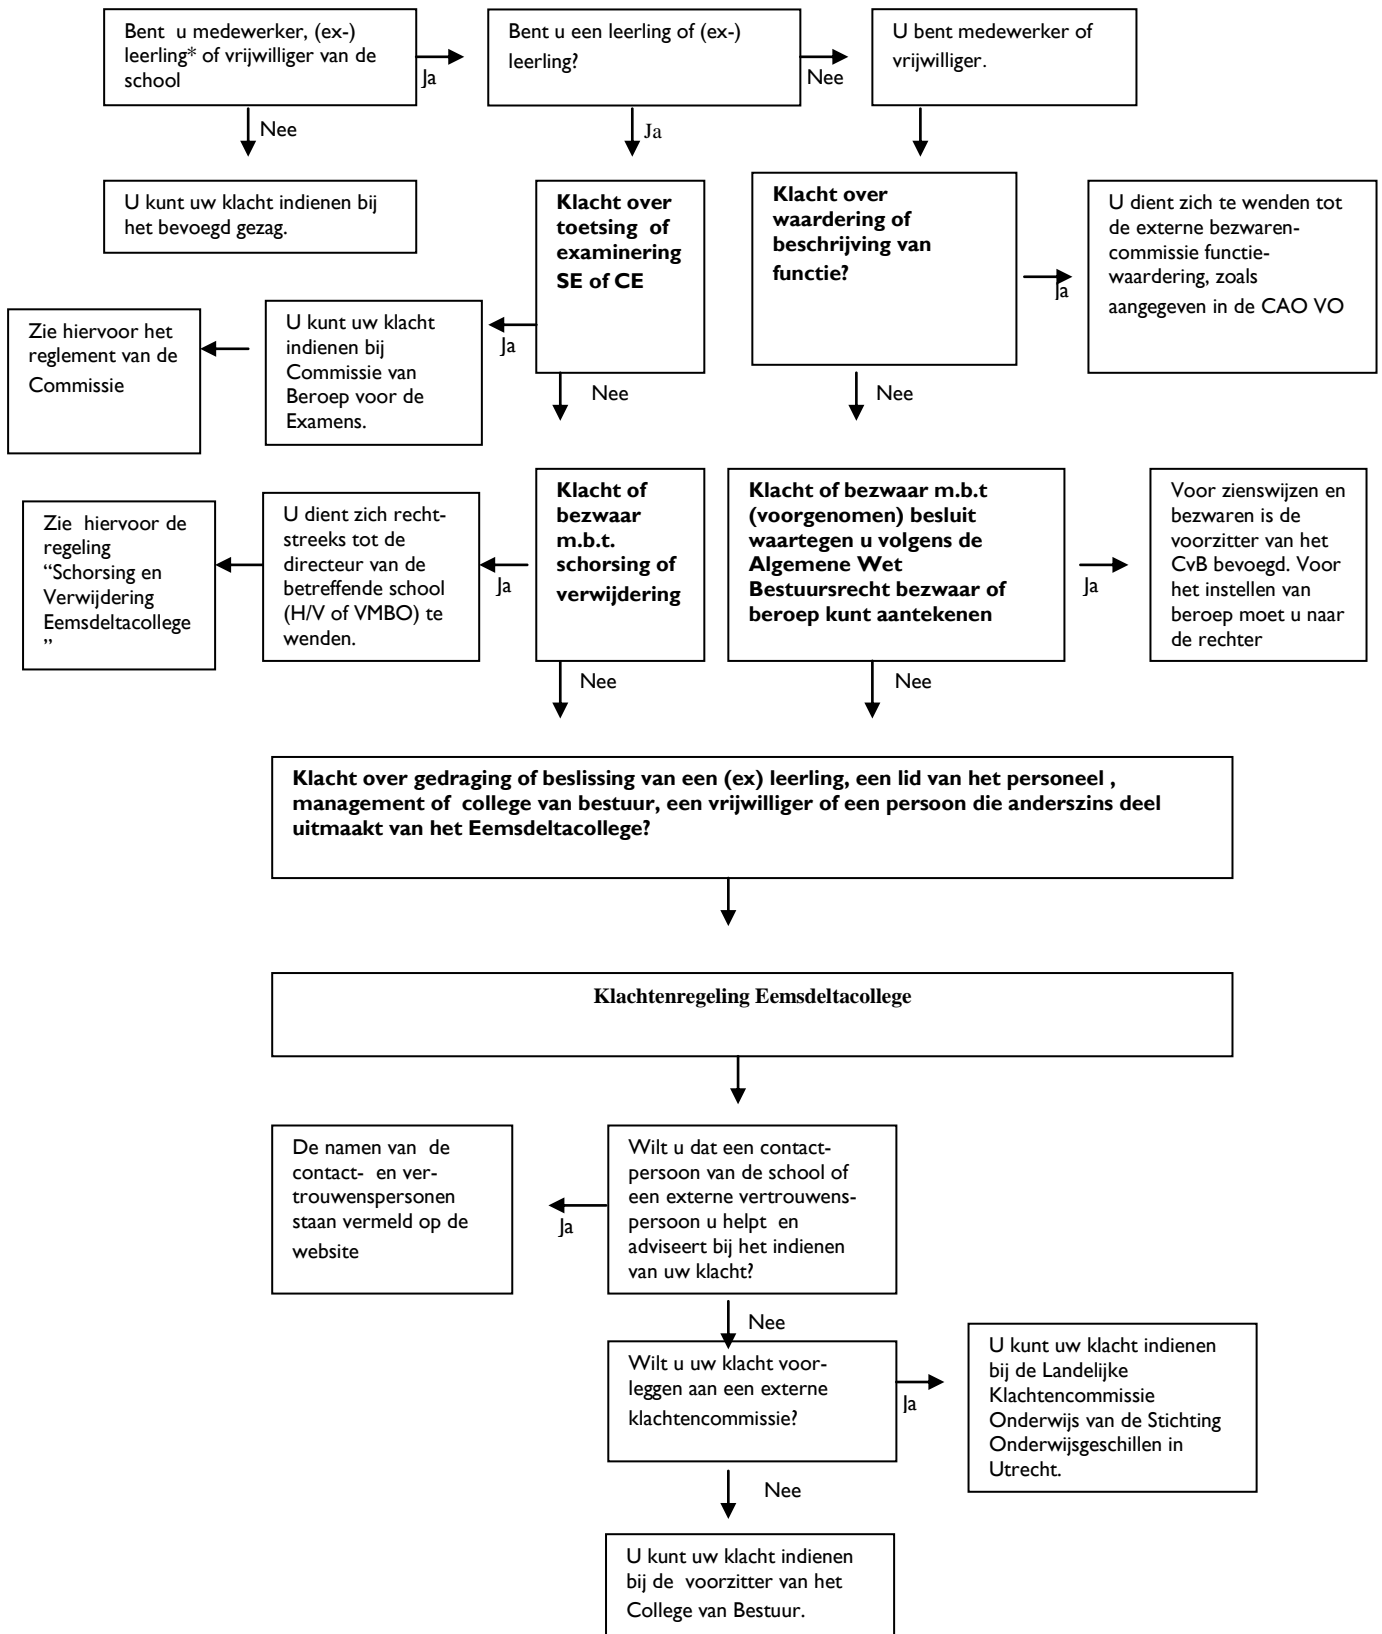 Bent u medewerker, (ex-)
leerling* of vrijwilliger van de
school
Ja
Bent u een leerling of (ex-)
leerling?
Nee
U bent medewerker of
vrijwilliger.
Nee
Ja
U kunt uw klacht indienen bij
het bevoegd gezag.
Klacht over
toetsing of
examinering
SE of CE
Klacht over
waardering of
beschrijving van
functie?
Ja
U dient zich te wenden tot
de externe bezwaren-
commissie functie-
waardering, zoals
aangegeven in de CAO VO
Zie hiervoor het
reglement van de
Commissie
U kunt uw klacht
indienen bij
Commissie van
Beroep voor de
Examens.
Ja
Nee
Nee
Zie hiervoor de
regeling
“Schorsing en
Verwijdering
Eemsdeltacollege
”
U dient zich recht-
streeks tot de
directeur van de
betreffende school
(H/V of VMBO) te
wenden.
Ja
Klacht of
bezwaar
m.b.t.
schorsing of
verwijdering
Klacht of bezwaar m.b.t
(voorgenomen) besluit
waartegen u volgens de
Algemene Wet
Bestuursrecht bezwaar of
beroep kunt aantekenen
Ja
Voor zienswijzen en
bezwaren is de
voorzitter van het
CvB bevoegd. Voor
het instellen van
beroep moet u naar
de rechter
Nee
Nee
Klacht over gedraging of beslissing van een (ex) leerling, een lid van het personeel ,
management of college van bestuur, een vrijwilliger of een persoon die anderszins deel
uitmaakt van het Eemsdeltacollege?
Klachtenregeling Eemsdeltacollege
De namen van de
contact- en ver-
trouwenspersonen
staan vermeld op de
website
Ja
Wilt u dat een contact-
persoon van de school of
een externe vertrouwens-
persoon u helpt en
adviseert bij het indienen
van uw klacht?
Nee
Wilt u uw klacht voor-
leggen aan een externe
klachtencommissie?
Ja
U kunt uw klacht indienen
bij de Landelijke
Klachtencommissie
Onderwijs van de Stichting
Onderwijsgeschillen in
Utrecht.
Nee
U kunt uw klacht indienen
bij de voorzitter van het
College van Bestuur.